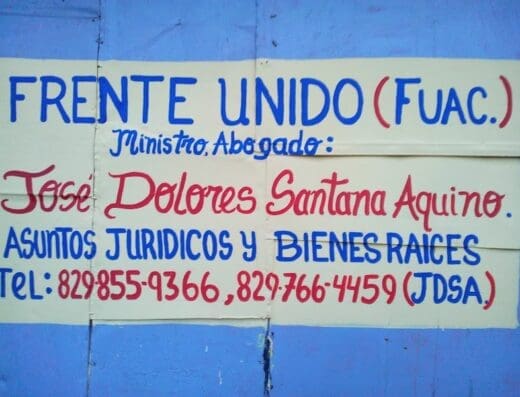 FRENTE UNIDO (FUAC.)
Ministro, Abogado:
José Dolores Santana Aquino.
ASUNTOS JURIDICOS Y BIENES RAICES
Tel: 829-855-9366, 829-766-4459 (JDSA.)